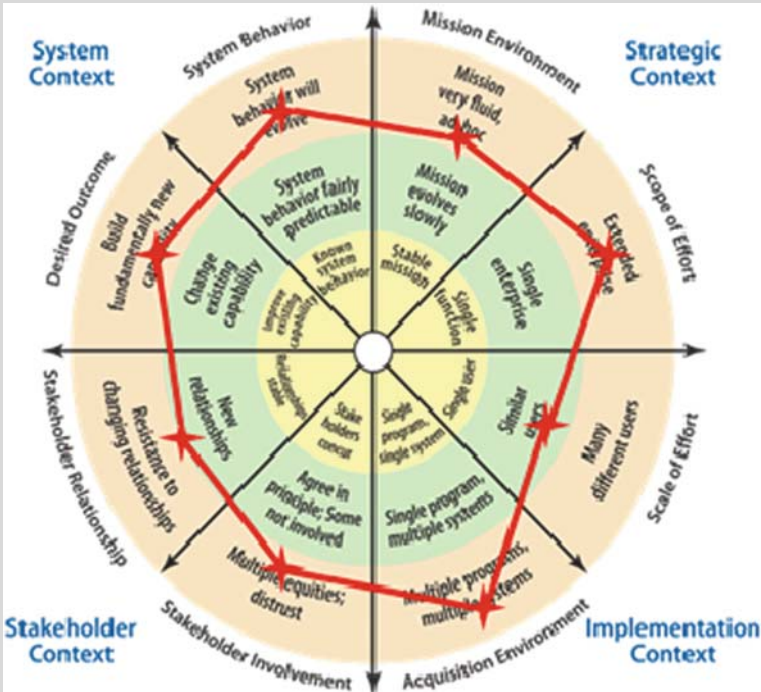 System
Context
Strategic
Context
Stakeholder
Context
Implementation
Context
System Behavior
Mission Environment
Scope of Effort
Scale of Effort
Acquisition Environment
Stakeholder Involvement
Stakeholder Relationship
Desired Outcome
System
behavior will
evolve
System
behavior fairly
predictable
Known
system
behavior
Mission
very fluid,
ad hoc
Mission
evolves
slowly
Stable
mission
Extended
enterprise
Single
enterprise
Single
function
Many
different users
Similar
users
Single user
Multiple programs,
multiple systems
Single program,
multiple systems
Single
program,
single system
Multiple equities;
distrust
Agree in
principle; Some
not involved
Stake
holders
concur
Resistance to
changing relationships
New
relationships
Relationships
stable
Build
fundamentally new
capability
Change
existing
capability
Improve
existing
capability